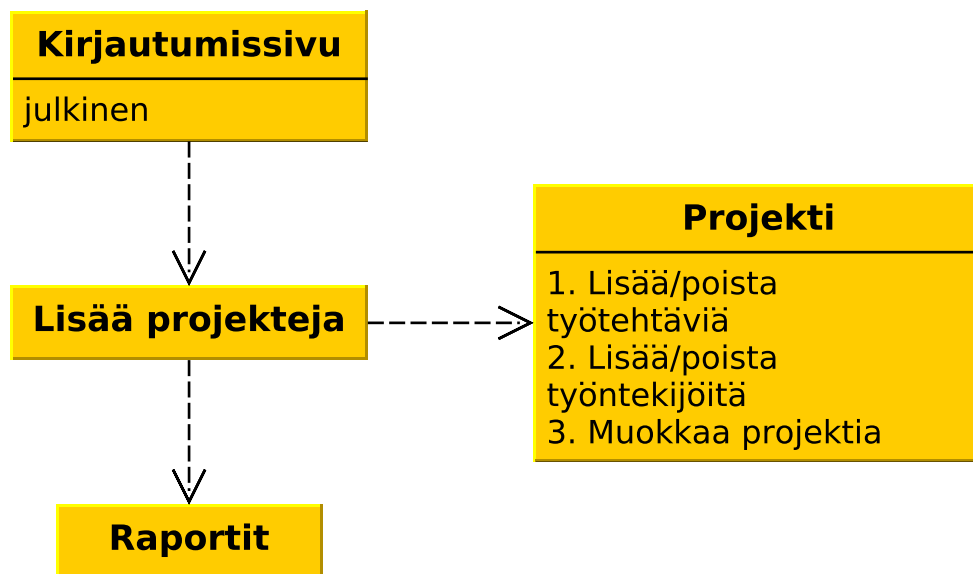 Kirjautumissivu
julkinen
Lisää projekteja
Projekti
1. Lisää/poista
työtehtäviä
2. Lisää/poista
työntekijöitä
3. Muokkaa projektia
Raportit